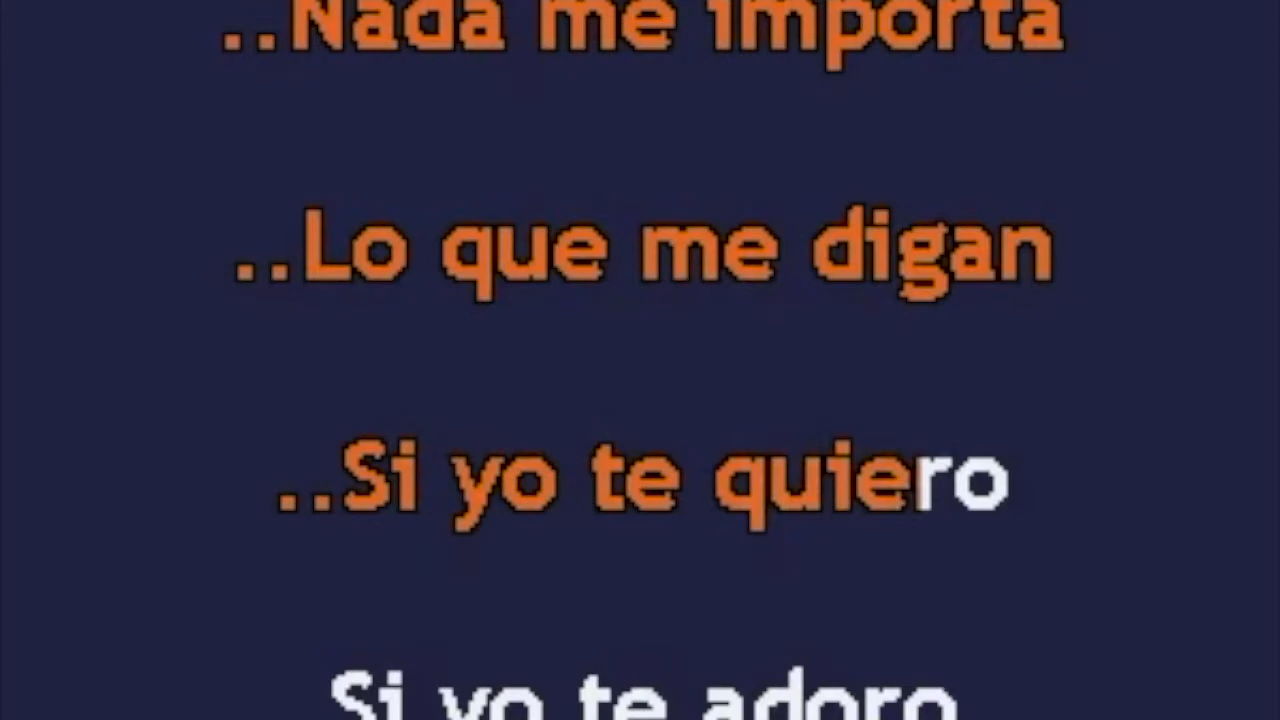 ..Nada me importa
..Lo que me digan
..Si yo te quiero
Si yo te adoro